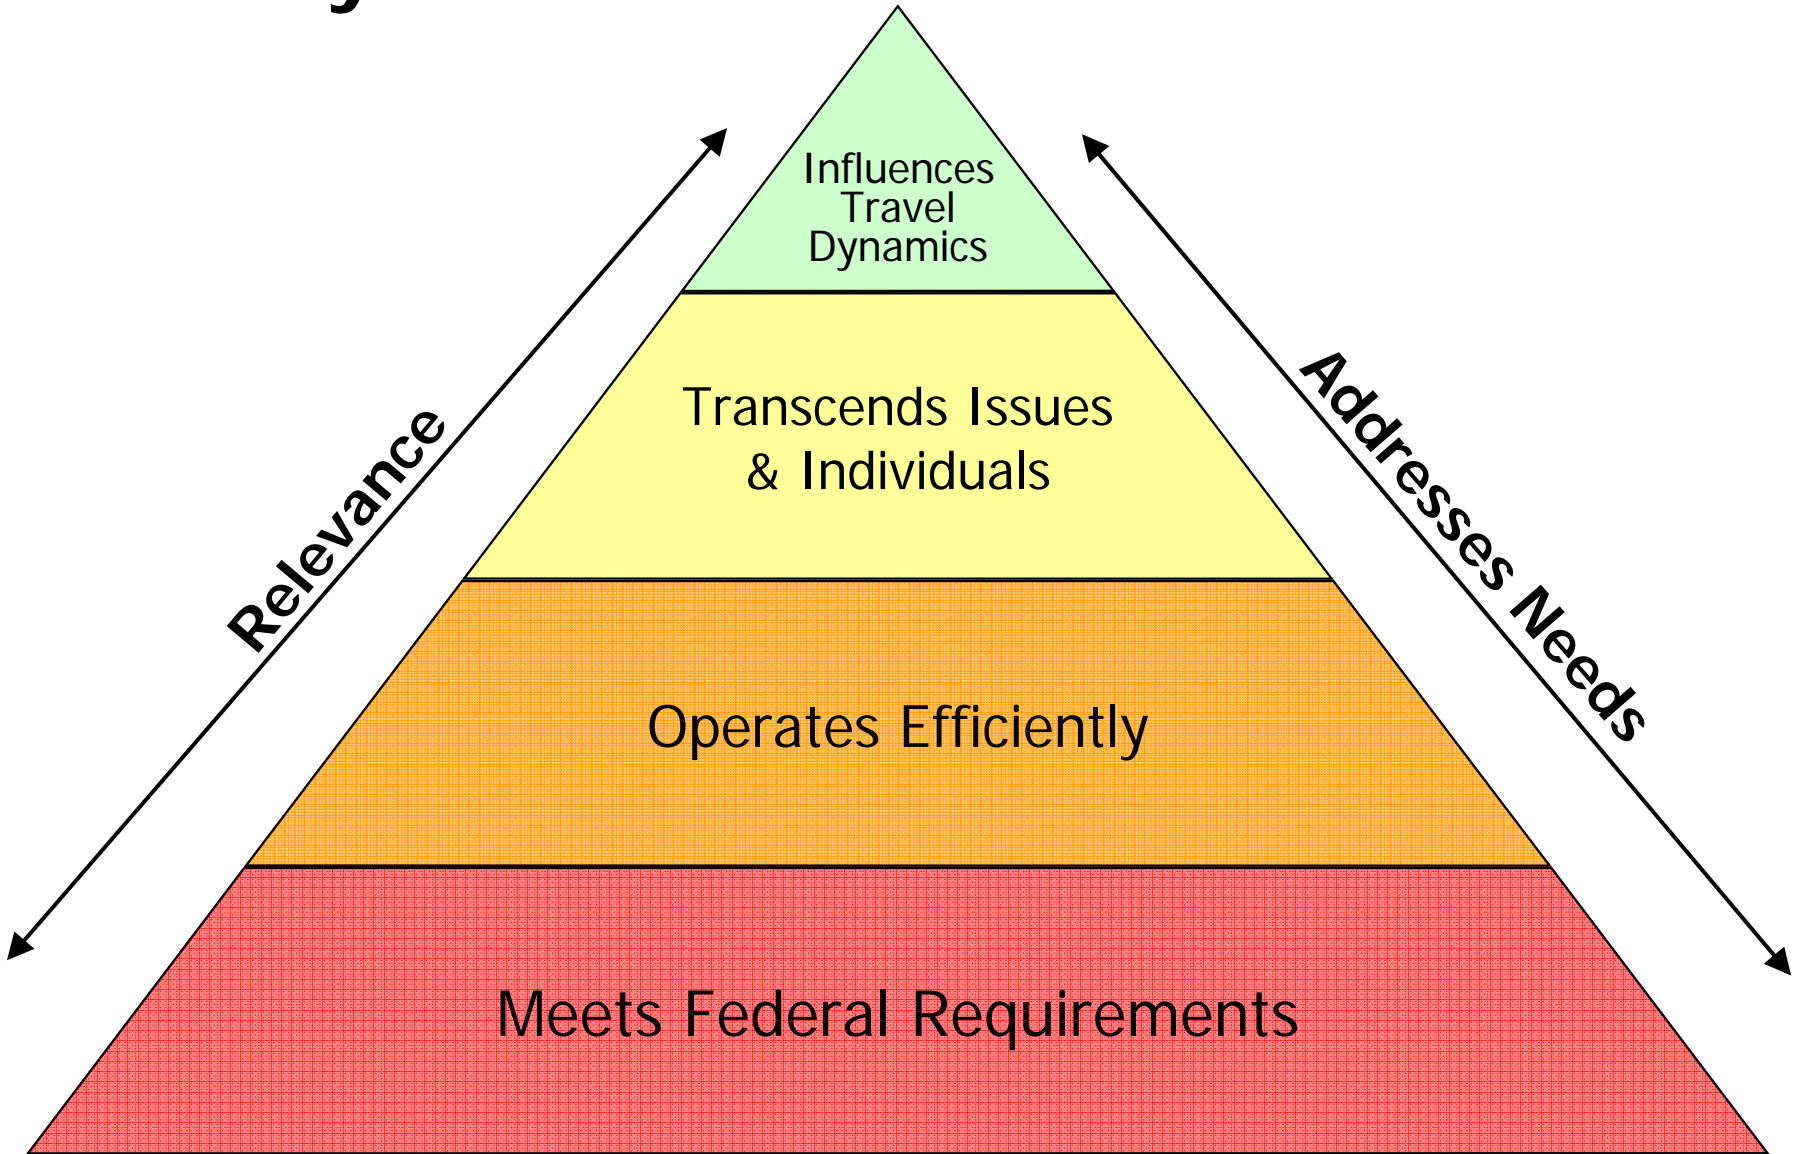 Influences
Travel
Dynamics
Transcends Issues
& Individuals
Operates Efficiently
Meets Federal Requirements
Relevance
Addresses Needs